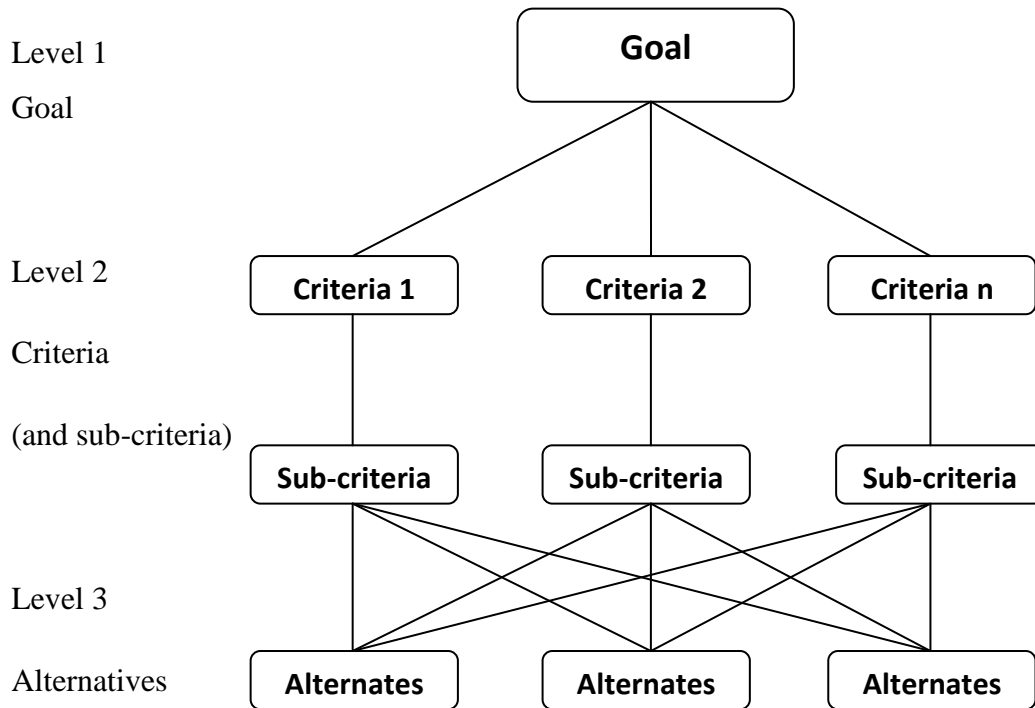 Level 1
Goal
Goal
Level 2
Criteria 1
Criteria 2
Criteria n
Criteria
(and sub-criteria)
Sub-criteria
Sub-criteria
Sub-criteria
Level 3
Alternatives
Alternates
Alternates
Alternates